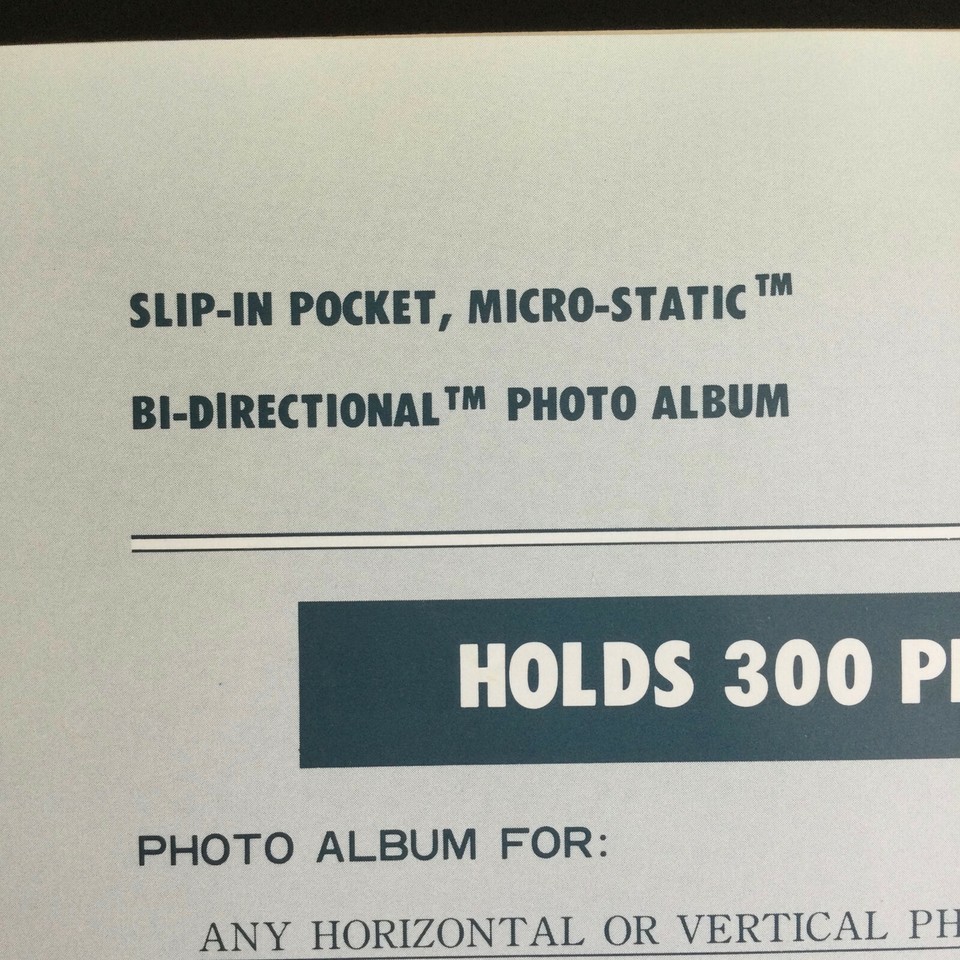 SLIP-IN POCKET, MICRO-STATIC™
BI-DIRECTIONAL™ PHOTO ALBUM
HOLDS 300
PHOTO ALBUM FOR:
ANY HORIZONTAL OR VERTICAL